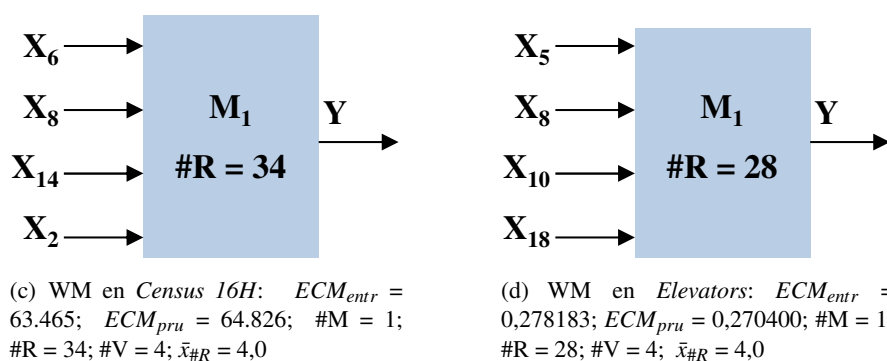 X6
X8
X14
X2
M1
#R = 34
Y
(c) WM en Census 16H: ECMentr =
63.465; ECMpru = 64.826; #M = 1;
#R = 34; #V = 4; x̄#R = 4,0
X5
X8
X10
X18
M1
#R = 28
Y
(d) WM en Elevators: ECMentr =
0,278183; ECMpru = 0,270400; #M = 1
#R = 28; #V = 4; x̄#R = 4,0